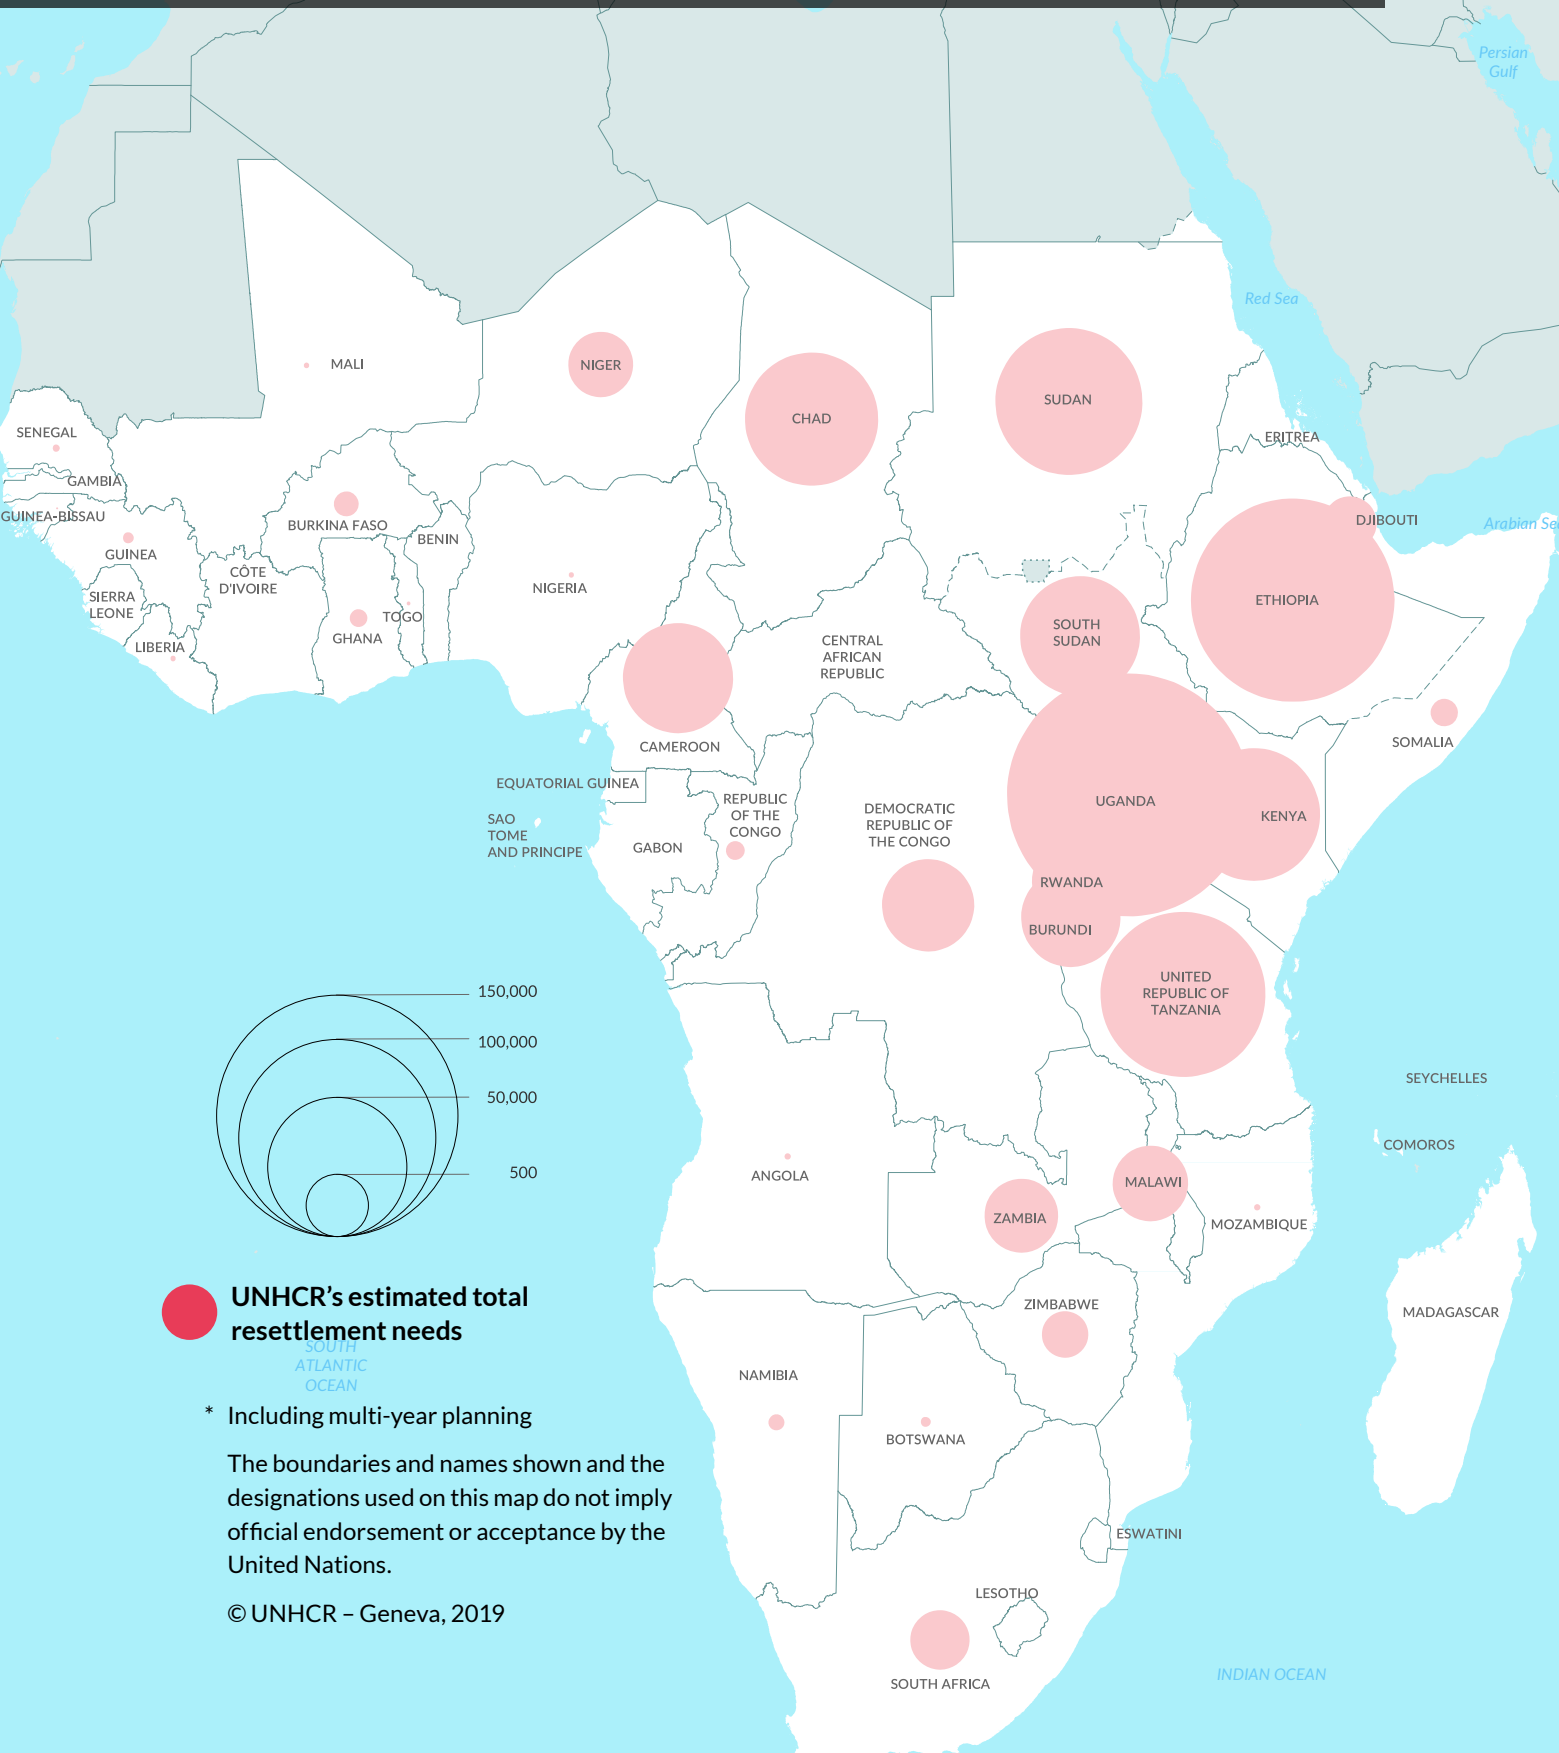 Persian
Gulf
Red Sea
MALI
NIGER
CHAD
SUDAN
SENEGAL
ERITREA
GAMBIA
GUINEA-BISSAU
BURKINA FASO
DJIBOUTI
Arabian Se
BENIN
GUINEA
CÔTE
D'IVOIRE
NIGERIA
SIERRA
LEONE
TOGO
GHANA
LIBERIA
ETHIOPIA
SOUTH
SUDAN
CENTRAL
AFRICAN
REPUBLIC
CAMEROON
SOMALIA
EQUATORIAL GUINEA
SAO
TOME
AND PRINCIPE
GABON
REPUBLIC
OF THE
CONGO
DEMOCRATIC
REPUBLIC OF
THE CONGO
UGANDA
KENYA
RWANDA
BURUNDI
UNITED
REPUBLIC OF
TANZANIA
150,000
100,000
50,000
500
SEYCHELLES
COMOROS
ANGOLA
ZAMBIA
MALAWI
MOZAMBIQUE
ZIMBABWE
MADAGASCAR
NAMIBIA
BOTSWANA
ESWATINI
LESOTHO
SOUTH AFRICA
INDIAN OCEAN
UNHCR’s estimated total
resettlement needs
SOUTH
ATLANTIC
OCEAN
* Including multi-year planning
The boundaries and names shown and the
designations used on this map do not imply
official endorsement or acceptance by the
United Nations.
© UNHCR – Geneva, 2019